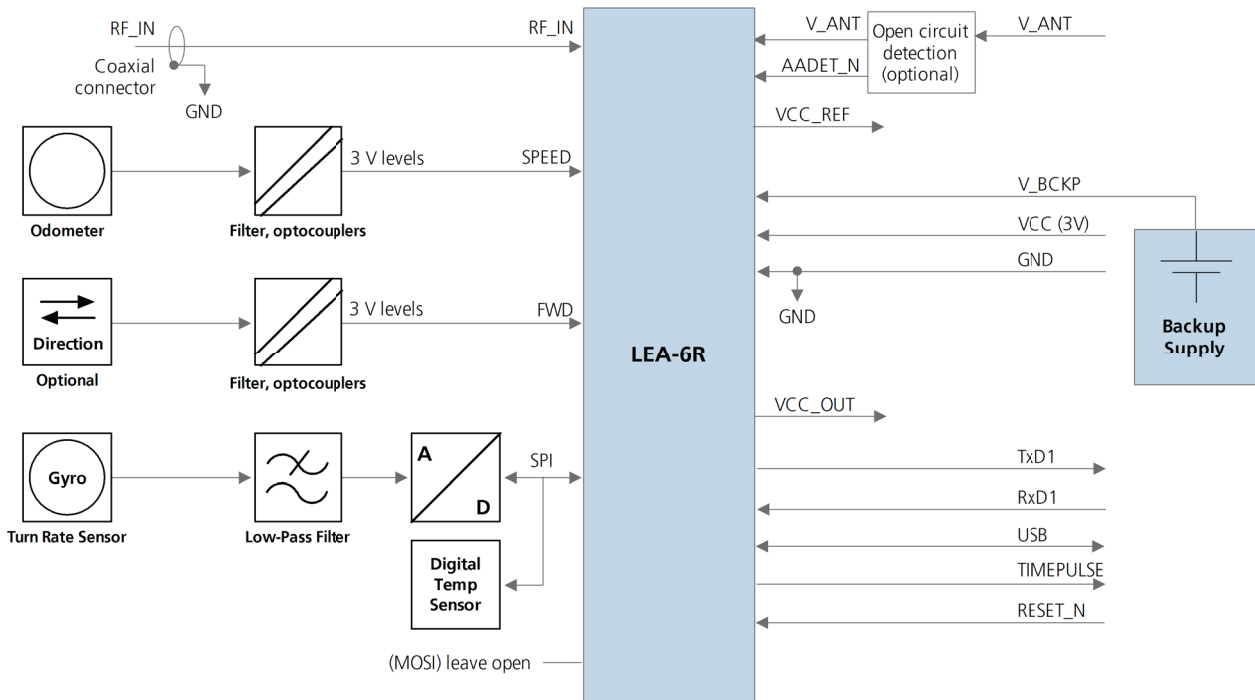 RF_IN
Coaxial
connector
GND
RF_IN
V_ANT
AADET_N
Open circuit
detection
(optional)
V_ANT
VCC_REF
Odometer
Filter, optocouplers
3 V levels
SPEED
V_BCKP
VCC (3V)
GND
GND
Backup
Supply
Direction
Optional
Filter, optocouplers
3 V levels
FWD
LEA-6R
VCC_OUT
Gyro
Turn Rate Sensor
Low-Pass Filter
A
D
SPI
Digital
Temp
Sensor
(MOSI) leave open
TxD1
RxD1
USB
TIMEPULSE
RESET_N